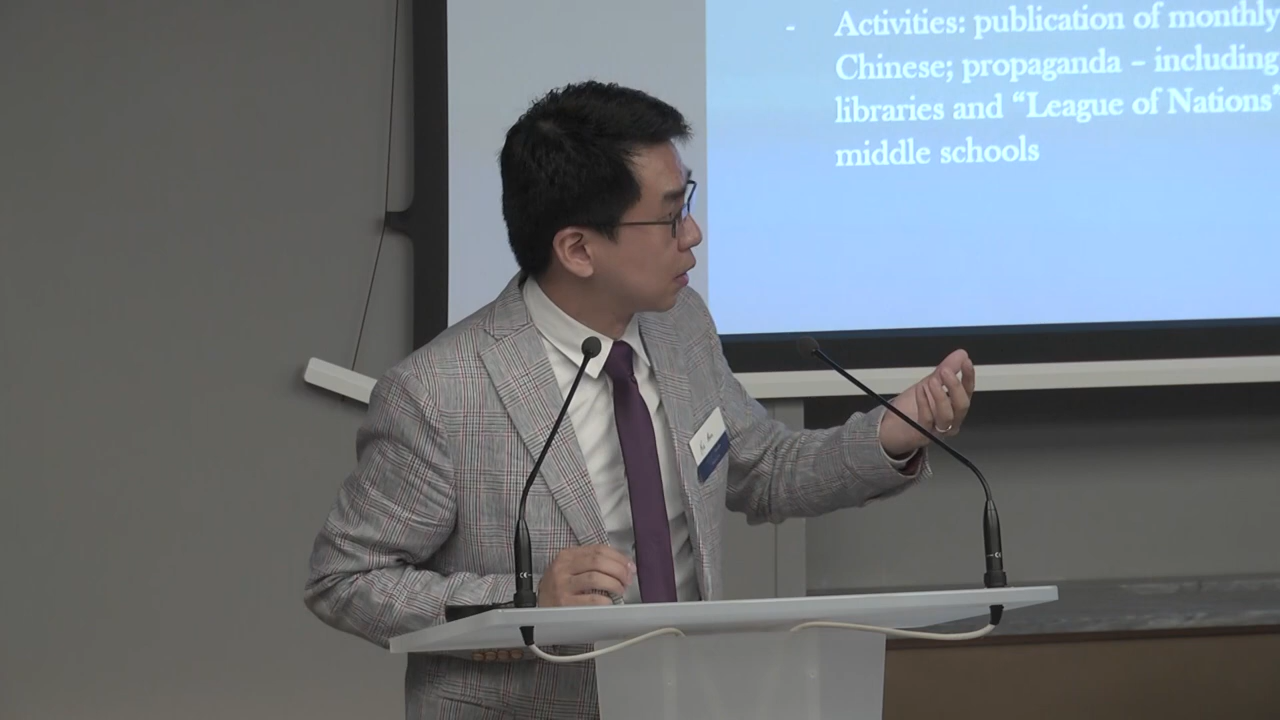 - Activities: publication of monthly
Chinese; propaganda – including
libraries and “League of Nations”
middle schools